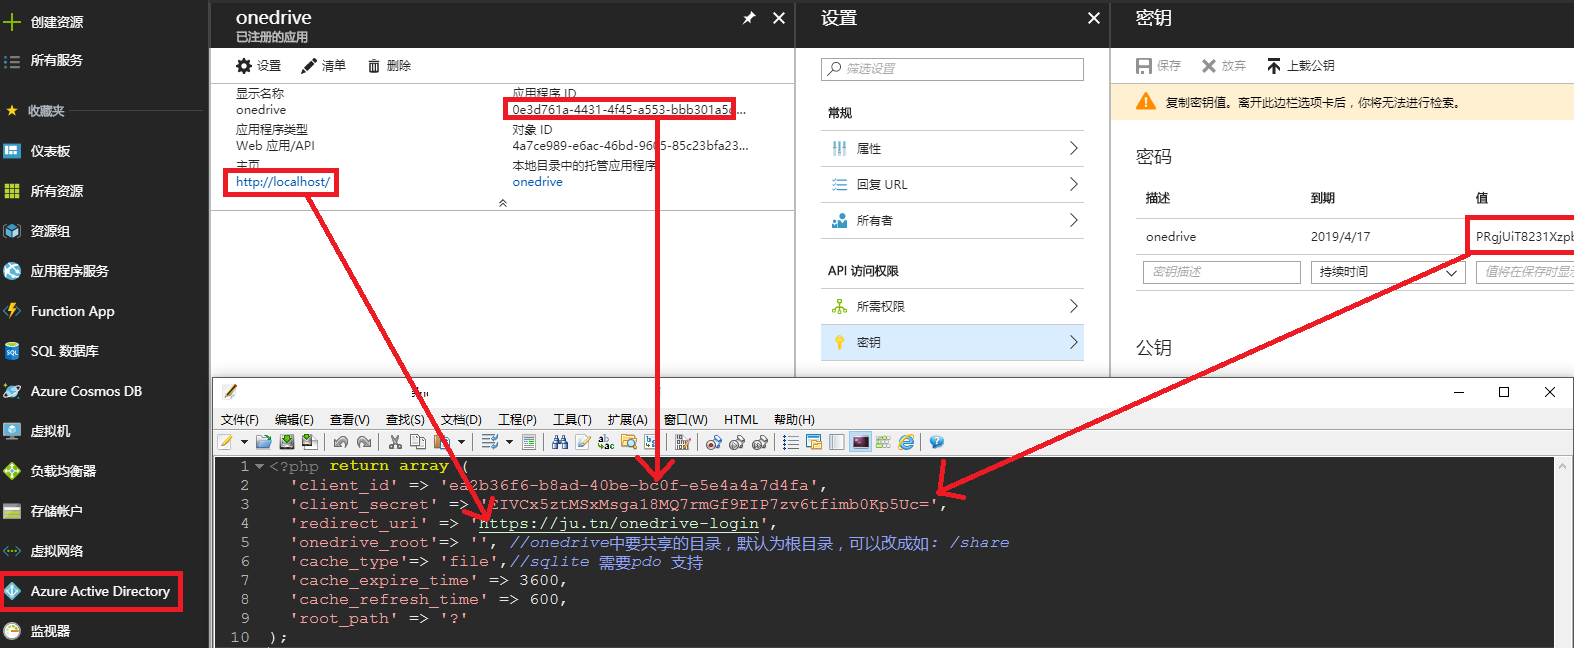 创建资源
所有服务
收藏夹
仪表板
所有资源
资源组
应用程序服务
Function App
SQL 数据库
Azure Cosmos DB
虚拟机
负载均衡器
存储帐户
虚拟网络
Azure Active Directory
监视器
onedrive
已注册的应用
设置 清单 删除
显示名称
onedrive
应用程序类型
Web 应用/API
主页
http://localhost/
应用程序 ID
0e3d761a-4431-4f45-a553-bbb301a5...
对象 ID
4a7ce989-e6ac-46bd-9605-85c23bfa23...
本地目录中的托管应用程序
onedrive
设置
筛选设置
常规
属性
回复 URL
所有者
API 访问权限
所需权限
密钥
密钥
保存 放弃 上载公钥
复制密钥值。离开此边栏选项卡后，你将无法进行检索。
密码
描述 到期 值
onedrive 2019/4/17 PRgjUiT8231Xzpb
密钥描述 持续时间 值将在保存时显示
公钥
文件(F) 编辑(E) 查看(V) 查找(S) 文档(D) 工程(P) 工具(T) 扩展(A) 窗口(W) HTML 帮助(H)
1 <?php return array (
2 'client_id' => 'ea2b36f6-b8ad-40be-bc0f-e5e4a4a7d4fa',
3 'client_secret' => 'EIVCx5ztMSxMsga18MQ7rmGf9EIP7zv6tfimb0Kp5Uc=',
4 'redirect_uri' => 'https://ju.tn/onedrive-login',
5 'onedrive_root'=> '', //onedrive中要共享的目录，默认为根目录，可以改成如: /share
6 'cache_type'=> 'file',//sqlite 需要pdo 支持
7 'cache_expire_time' => 3600,
8 'cache_refresh_time' => 600,
9 'root_path' => '?'
10 );